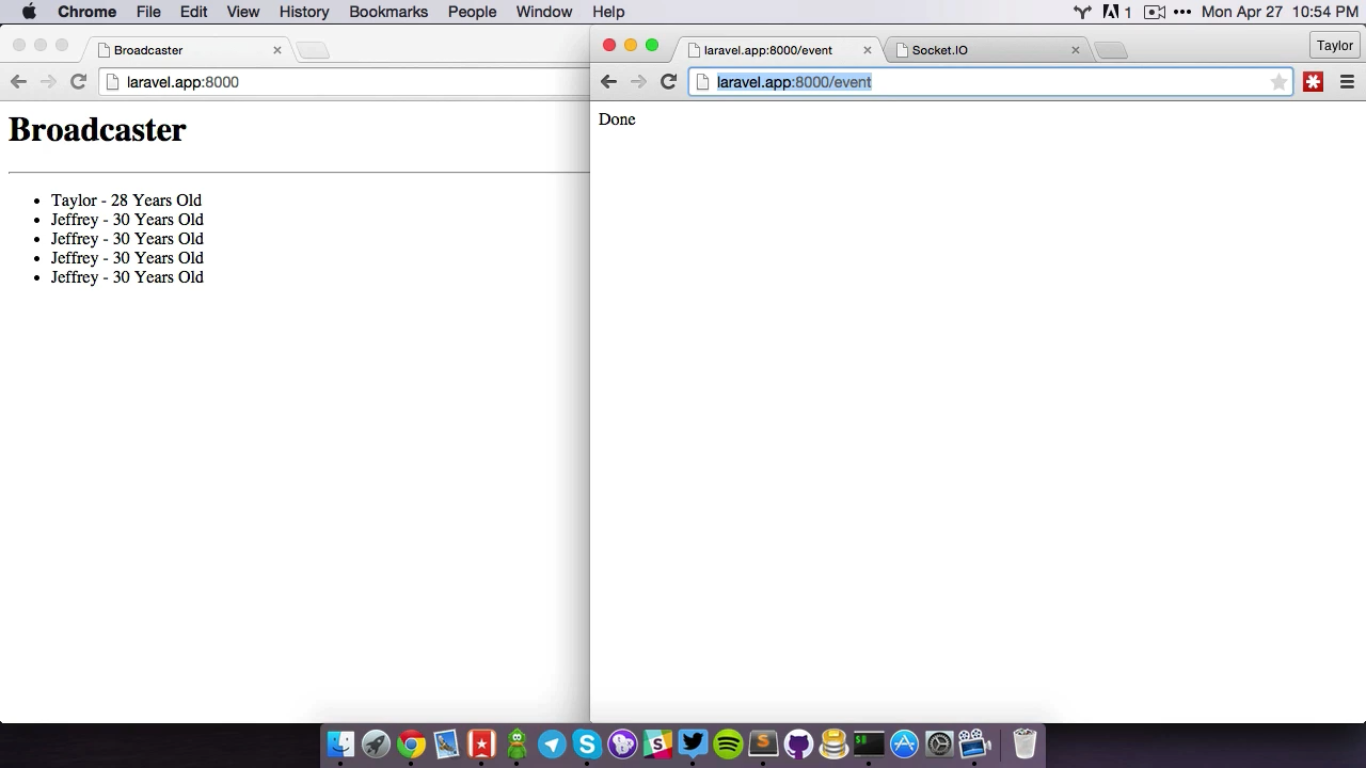 Chrome File Edit View History Bookmarks People Window Help 1 Mon Apr 27 10:54 PM
Broadcaster
laravel.app:8000
Broadcaster
• Taylor - 28 Years Old
• Jeffrey - 30 Years Old
• Jeffrey - 30 Years Old
• Jeffrey - 30 Years Old
• Jeffrey - 30 Years Old
laravel.app:8000/event Socket.IO Taylor
laravel.app:8000/event
Done